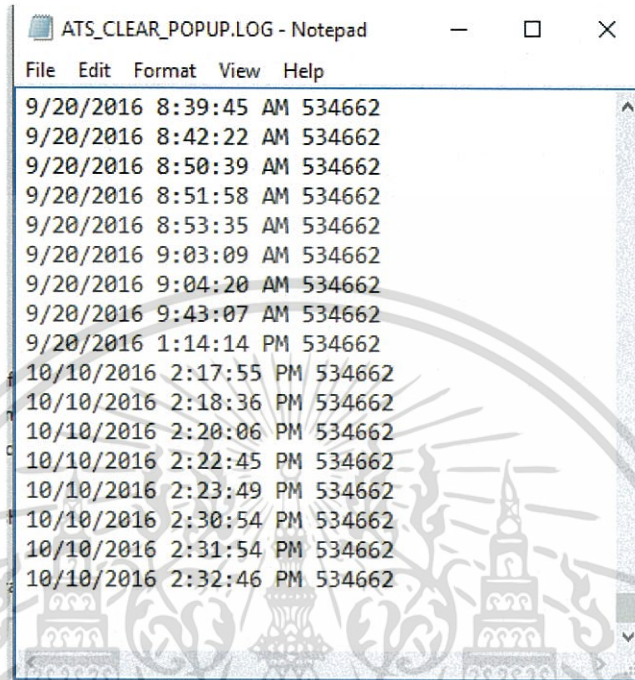 ATS_CLEAR_POPUP.LOG - Notepad
File Edit Format View Help
9/20/2016 8:39:45 AM 534662
9/20/2016 8:42:22 AM 534662
9/20/2016 8:50:39 AM 534662
9/20/2016 8:51:58 AM 534662
9/20/2016 8:53:35 AM 534662
9/20/2016 9:03:09 AM 534662
9/20/2016 9:04:20 AM 534662
9/20/2016 9:43:07 AM 534662
9/20/2016 1:14:14 PM 534662
10/10/2016 2:17:55 PM 534662
10/10/2016 2:18:36 PM 534662
10/10/2016 2:20:06 PM 534662
10/10/2016 2:22:45 PM 534662
10/10/2016 2:23:49 PM 534662
10/10/2016 2:30:54 PM 534662
10/10/2016 2:31:54 PM 534662
10/10/2016 2:32:46 PM 534662